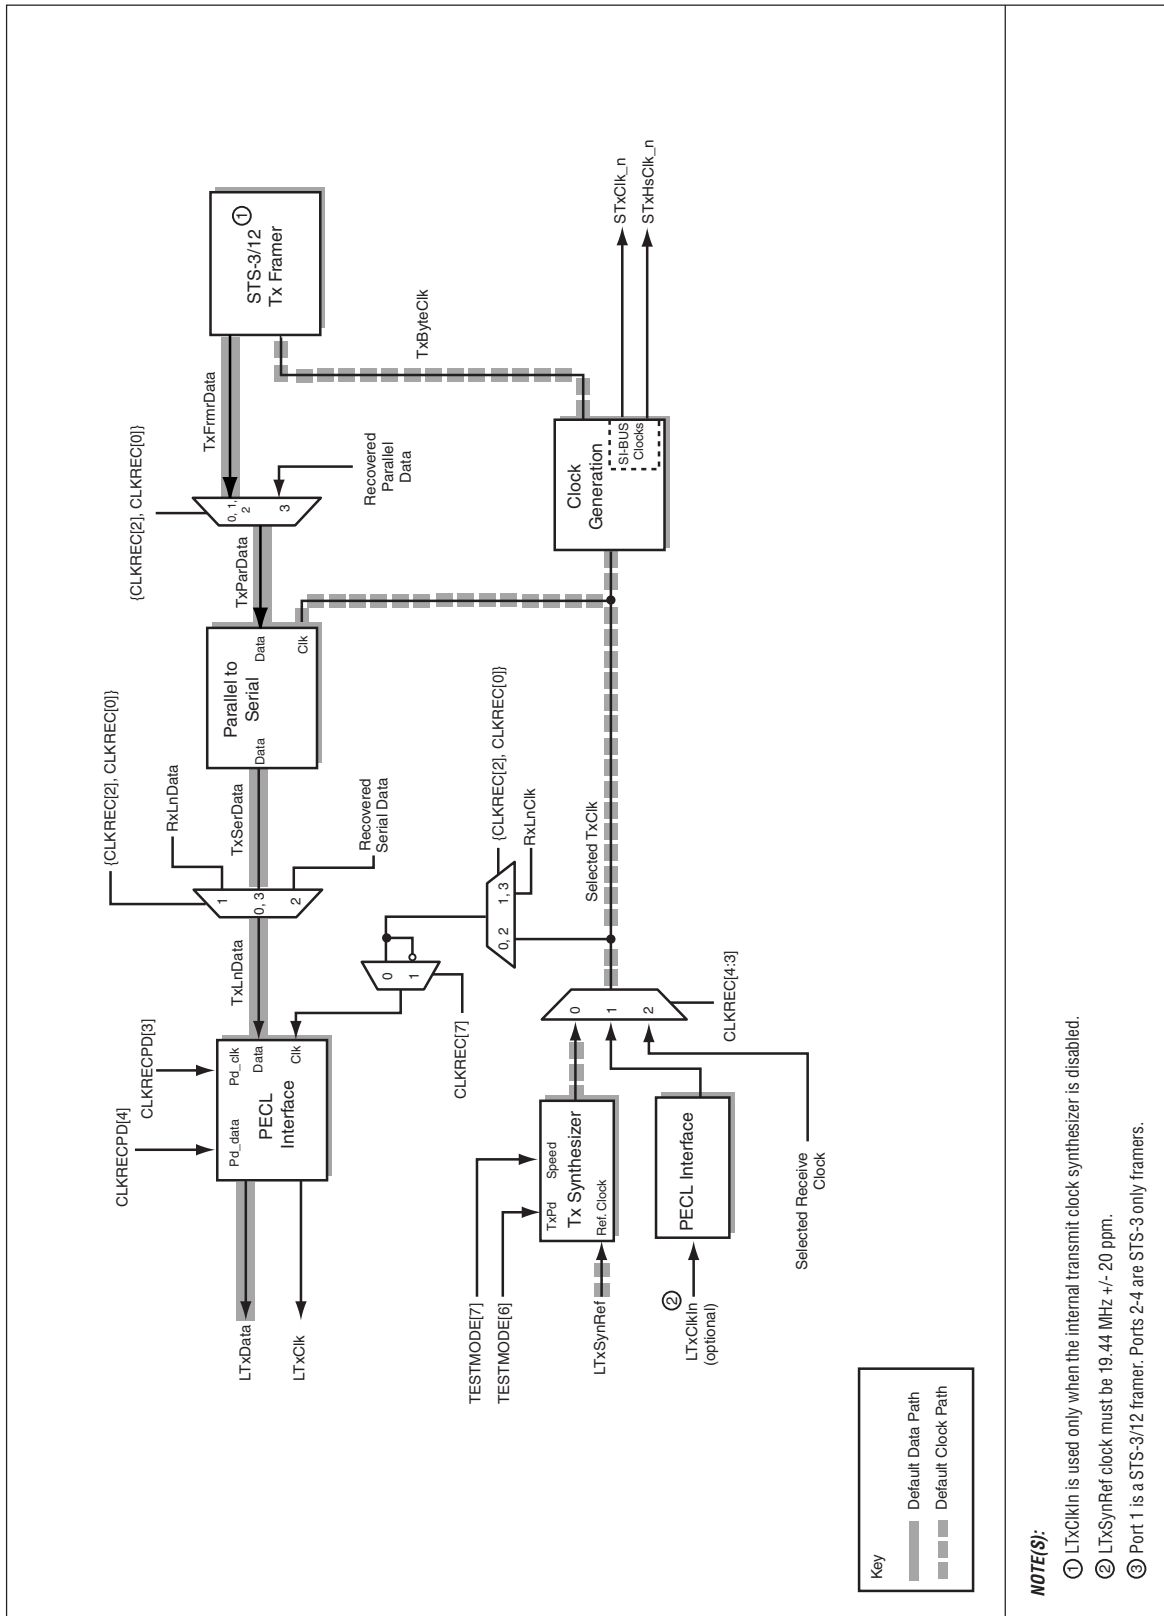 LTxData
LTxClk
CLKRECPD[4]
CLKRECPD[3]
Pd_data
Pd_clk
PECL
Interface
Data
Clk
TxLnData
{CLKREC[2], CLKREC[0]}
RxLnData
1
0, 3
2
Recovered
Serial Data
TxSerData
Parallel to
Serial
Data
Data
Clk
TxParData
{CLKREC[2], CLKREC[0]}
0, 1,
2
3
Recovered
Parallel
Data
TxFrmrData
STS-3/12
Tx Framer
1
TxByteClk
0
1
CLKREC[7]
0, 2
1, 3
{CLKREC[2], CLKREC[0]}
RxLnClk
TESTMODE[7]
TESTMODE[6]
LTxSynRef
TxPd
Speed
Tx Synthesizer
Ref. Clock
2
LTxClkIn
(optional)
PECL Interface
Selected Receive
Clock
0
1
2
CLKREC[4:3]
Selected TxClk
Clock
Generation
SI-BUS
Clocks
STxClk_n
STxHsClk_n
Key
Default Data Path
Default Clock Path
NOTE(S):
1 LTxClkIn is used only when the internal transmit clock synthesizer is disabled.
2 LTxSynRef clock must be 19.44 MHz +/- 20 ppm.
3 Port 1 is a STS-3/12 framer. Ports 2-4 are STS-3 only framers.